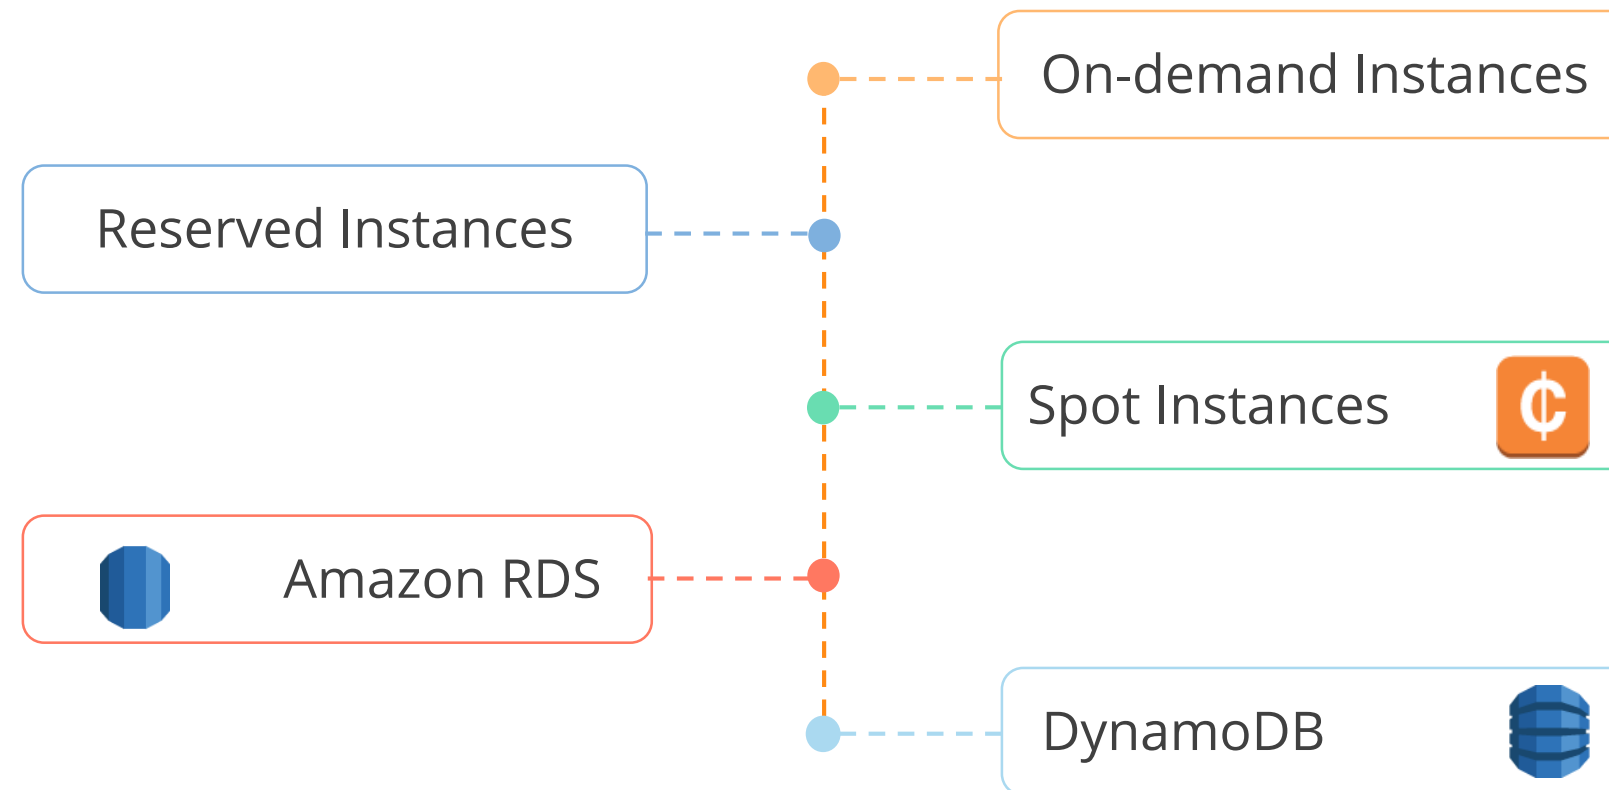 On-demand Instances
Reserved Instances
Spot Instances
Amazon RDS
DynamoDB